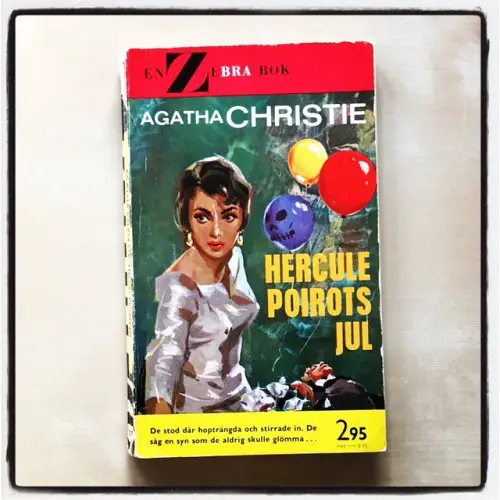 EN ZEBRA BOK
AGATHA CHRISTIE
HERCULE
POIROTS
JUL
De stod där hopträngda och stirrade in. De
såg en syn som de aldrig skulle glömma . . .
2.95